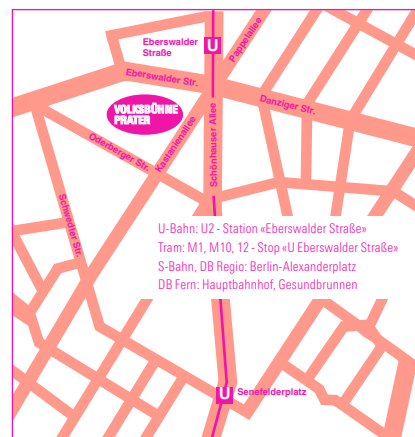 Eberswalder
Straße
U
Pappelallee
Eberswalder Str.
Danziger Str.
VOLKSBÜHNE
PRATER
Kastanienallee
Schönhauser Allee
Oderberger Str.
Schwedter Str.
U-Bahn: U2 - Station «Eberswalder Straße»
Tram: M1, M10, 12 - Stop «U Eberswalder Straße»
S-Bahn, DB Regio: Berlin-Alexanderplatz
DB Fern: Hauptbahnhof, Gesundbrunnen
U Senefelderplatz